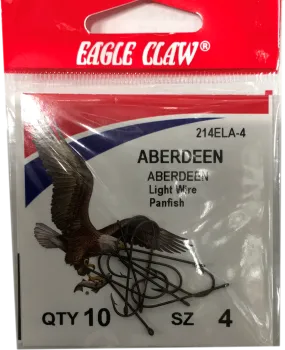 EAGLE CLAW®
214ELA-4
ABERDEEN
ABERDEEN
Light Wire
Panfish
QTY 10 SZ 4